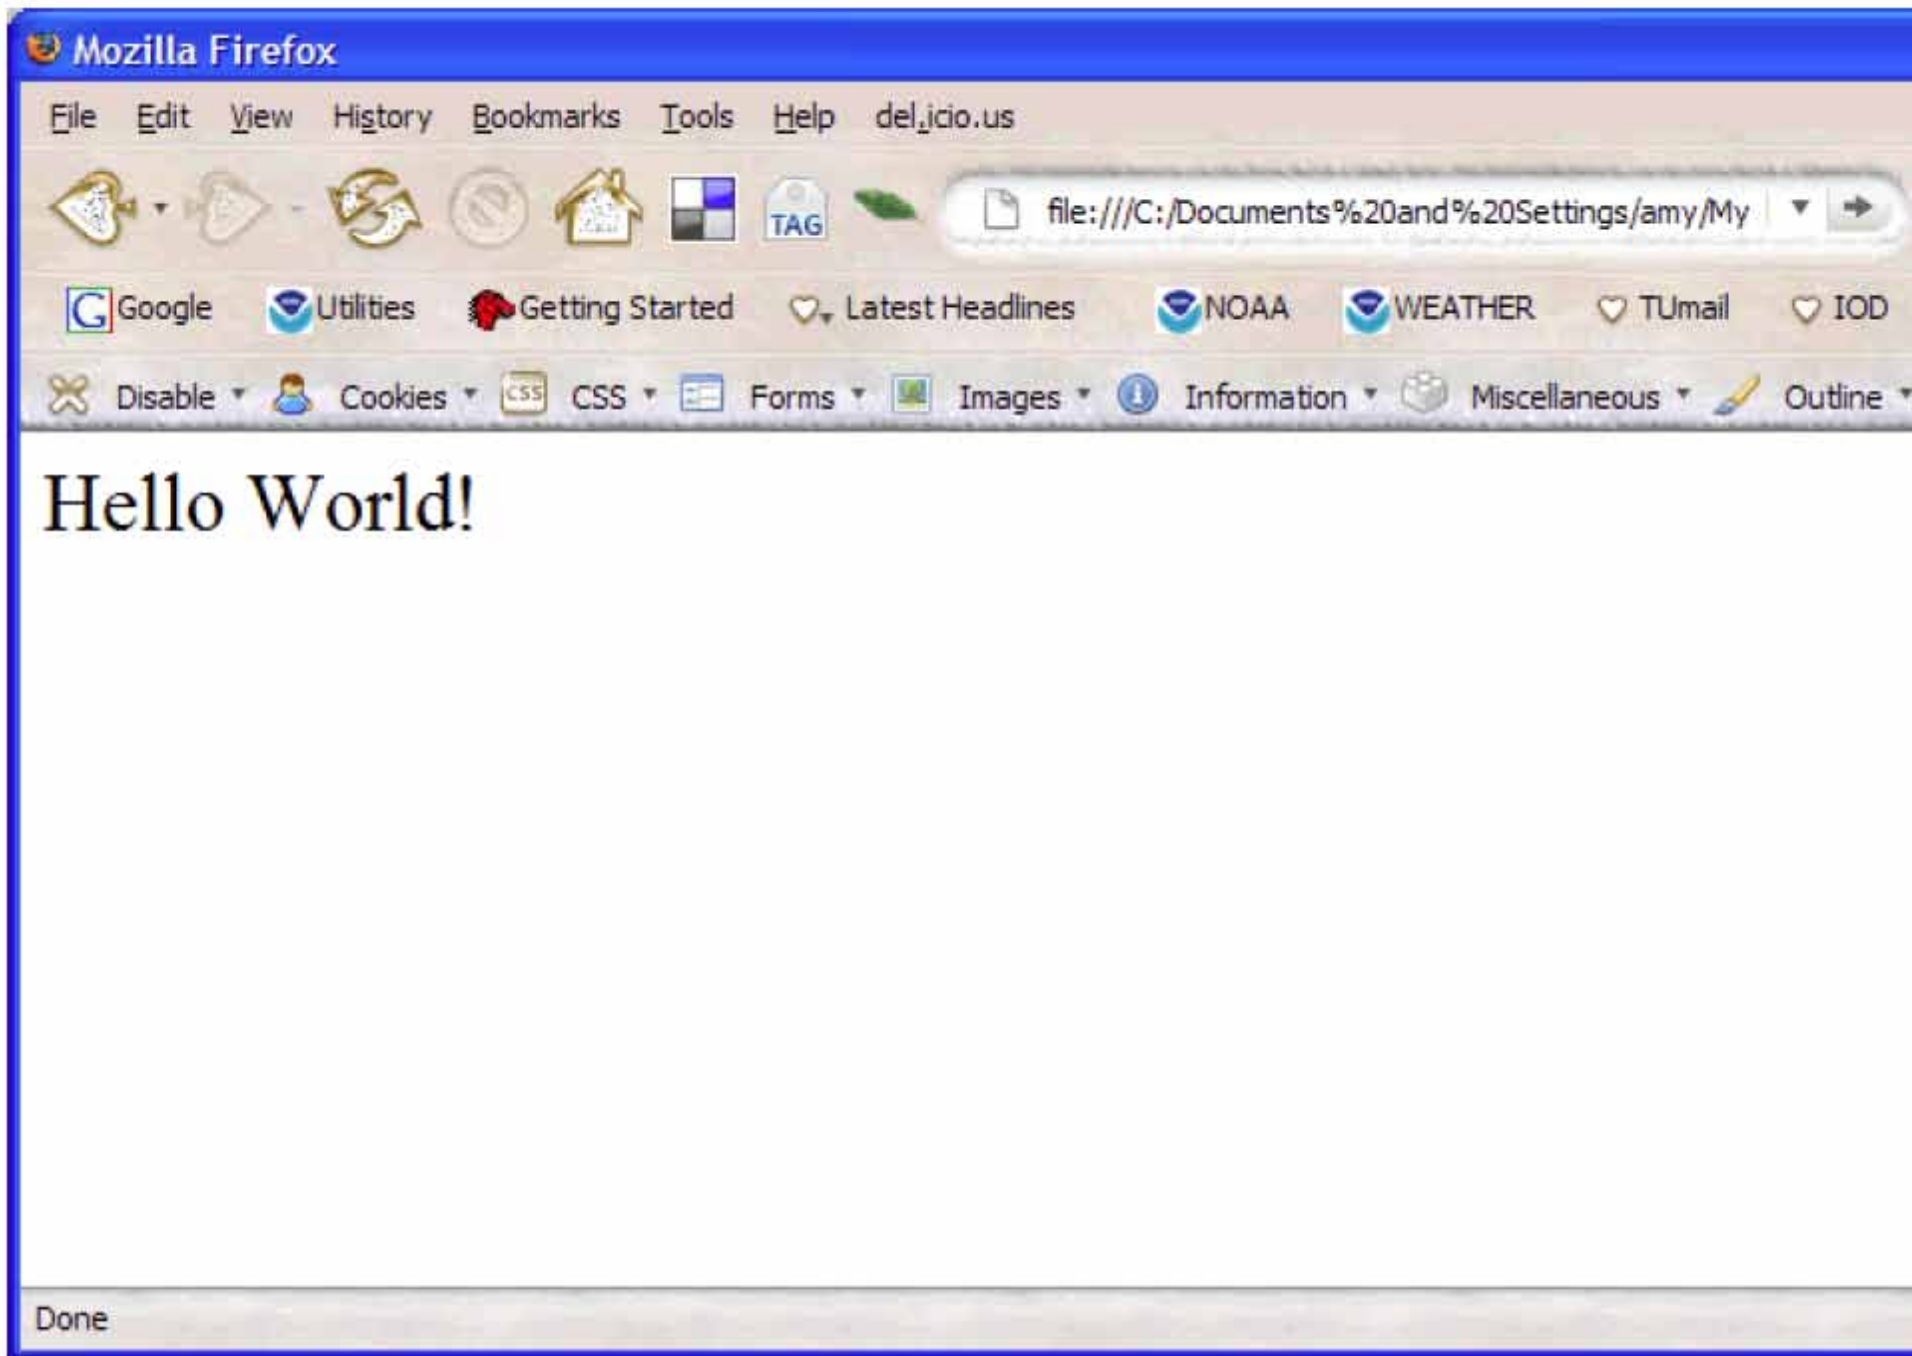 Mozilla Firefox
File Edit View History Bookmarks Tools Help del.icio.us
TAG file:///C:/Documents%20and%20Settings/amy/My
G Google Utilities Getting Started Latest Headlines NOAA WEATHER TUmail IOD
Disable Cookies CSS CSS Forms Images Information Miscellaneous Outline
Hello World!
Done